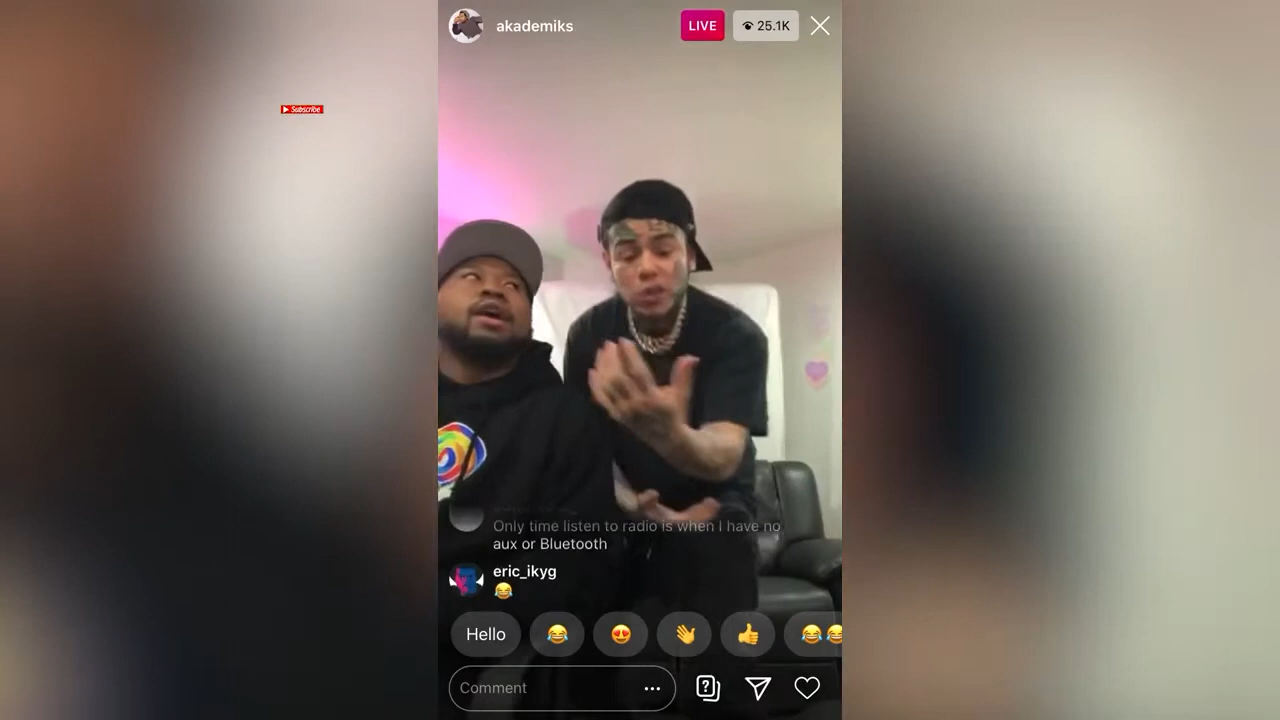 akademiks
LIVE
25.1K
Subscribe
Only time listen to radio is when I have no
aux or Bluetooth
eric_ikyg
😂
Hello
😂 😍 👋 👍 😂😂
Comment